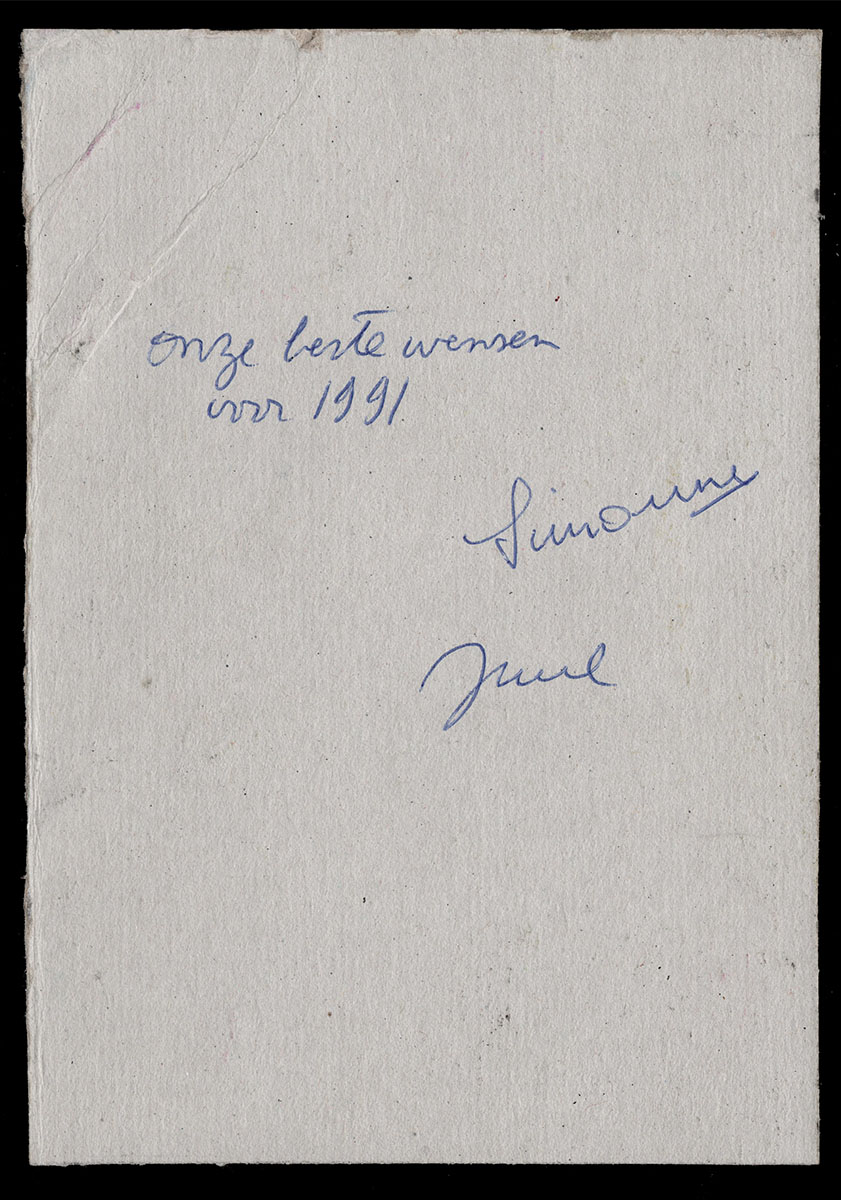 onze beste wensen
voor 1991
Simonne
Juul